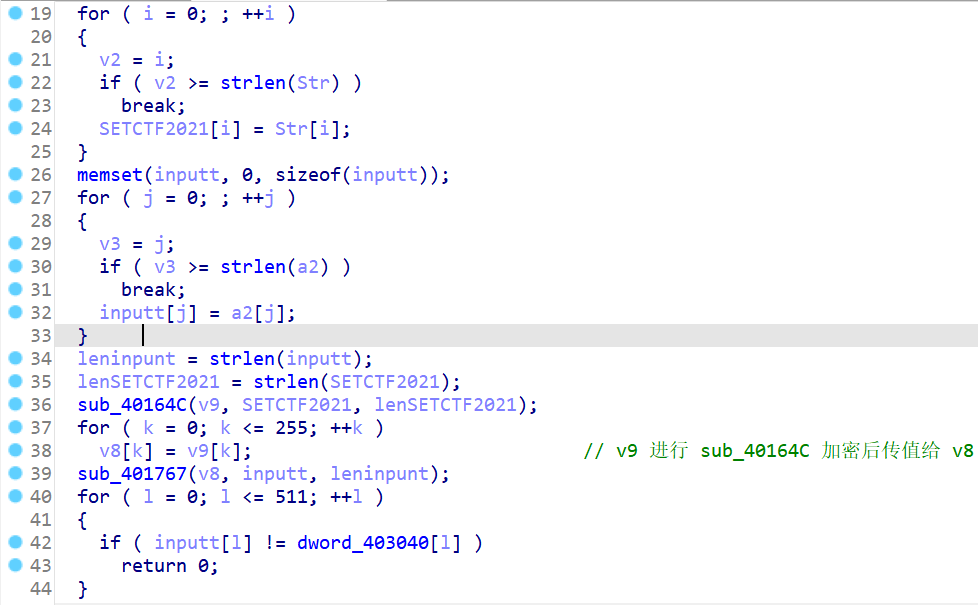 19 for ( i = 0; ; ++i )
20 {
21 v2 = i;
22 if ( v2 >= strlen(Str) )
23 break;
24 SETCTF2021[i] = Str[i];
25 }
26 memset(inputt, 0, sizeof(inputt));
27 for ( j = 0; ; ++j )
28 {
29 v3 = j;
30 if ( v3 >= strlen(a2) )
31 break;
32 inputt[j] = a2[j];
33 }
34 leninpunt = strlen(inputt);
35 lenSETCTF2021 = strlen(SETCTF2021);
36 sub_40164C(v9, SETCTF2021, lenSETCTF2021);
37 for ( k = 0; k <= 255; ++k )
38 v8[k] = v9[k]; // v9 进行 sub_40164C 加密后传值给 v8
39 sub_401767(v8, inputt, leninpunt);
40 for ( l = 0; l <= 511; ++l )
41 {
42 if ( inputt[l] != dword_403040[l] )
43 return 0;
44 }